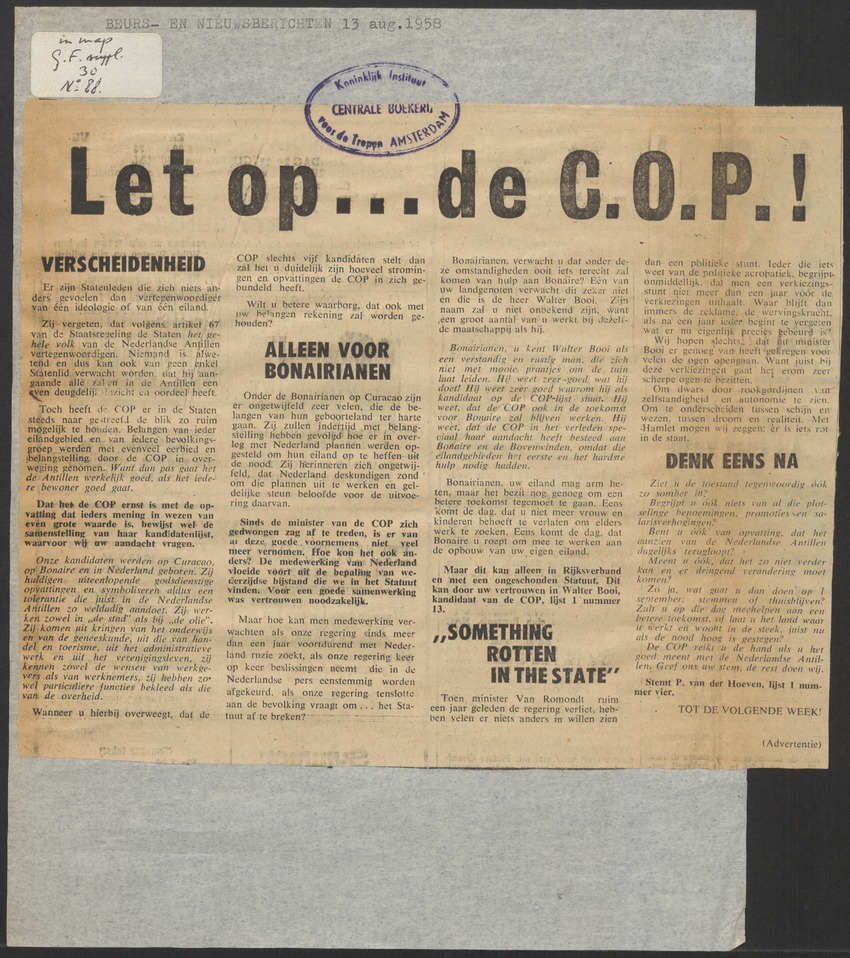 BEURS- EN NIEUWSBERICHTEN 13 aug.1958
in map
G.F. suppl.
30
No 88.
Koninklijk Instituut
CENTRALE BOEKERIJ
voor de Tropen AMSTERDAM
Let op...de C.O.P.!
VERSCHEIDENHEID
Er zijn Statenleden die zich niet anders gevoelen dan vertegenwoordiger
van één ideologie of van één eiland.
Zij vergeten, dat volgens artikel 67
van de Staatsregeling de Staten het gehele volk van de Nederlandse Antillen
vertegenwoordigen. Niemand is afwetend en dus kan ook van geen enkel
Statenlid verwacht worden, dat hij aangaande alle zaken in de Antillen een
even deugdelijk inzicht en oordeel heeft.
Toch heeft de COP er in de Staten
steeds naar gestreefd de blik zo ruim
mogelijk te houden. Belangen van ieder
eilandgebied en van iedere bevolkingsgroep werden met evenveel eerbied en
belangstelling door de COP in overweging genomen. Want dan pas gaat het
de Antillen werkelijk goed, als het iedere bewoner goed gaat.
Dat het de COP ernst is met de opvatting dat ieders mening in wezen van
even grote waarde is, bewijst wel de
samenstelling van haar kandidatenlijst,
waarvoor wij uw aandacht vragen.
Onze kandidaten werden op Curacao,
op Bonaire en in Nederland geboren. Zij
huldigen uiteenlopende godsdienstige
opvattingen en symboliseren aldus een
tolerantie die juist in de Nederlandse
Antillen zo weldadig aandoet. Zij werken zowel in „de stad" als bij „de olie".
Zij komen uit kringen van het onderwijs
en van de geneeskunde, uit die van handel en toerisme, uit het administratieve
werk en uit het verenigingsleven, zij
kennen zowel de wensen van werkgevers als van werknemers, zij hebben zowel particuliere functies bekleed als die
van de overheid.
Wanneer u hierbij overweegt, dat de
COP slechts vijf kandidaten stelt dan
zal het u duidelijk zijn hoeveel stromingen en opvattingen de COP in zich gebundeld heeft.
Wilt u betere waarborg, dat ook met
uw belangen rekening zal worden gehouden?
ALLEEN VOOR
BONAIRIANEN
Onder de Bonairianen op Curacao zijn
er ongetwijfeld zeer velen, die de belangen van hun geboorteland ter harte
gaan. Zij zullen indertijd met belangstelling hebben gevolgd hoe er in overleg met Nederland plannen werden opgesteld om hun eiland op te heffen uit
de nood. Zij herinneren zich ongetwijfeld, dat Nederland deskundigen zond
om die plannen uit te werken en geldelijke steun beloofde voor de uitvoering daarvan.
Sinds de minister van de COP zich
gedwongen zag af te treden, is er van
al deze goede voornemens niet veel
meer vernomen. Hoe kon het ook anders? De medewerking van Nederland
vloeide voort uit de bepaling van wederzijdse bijstand die we in het Statuut
vinden. Voor een goede samenwerking
was vertrouwen noodzakelijk.
Maar hoe kan men medewerking verwachten als onze regering sinds meer
dan een jaar voortdurend met Nederland ruzie zoekt, als onze regering keer
op keer beslissingen neemt die in de
Nederlandse pers eenstemmig worden
afgekeurd, als onze regering tenslotte
aan de bevolking vraagt om... het Statuut af te breken?
Bonairianen, verwacht u dat onder deze omstandigheden ooit iets terecht zal
komen van hulp aan Bonaire? Eén van
uw landgenoten verwacht dit zeker niet
en die is de heer Walter Booi. Zijn
naam zal u niet onbekend zijn, want
een groot aantal van u werkt bij dezelfde maatschappij als hij.
Bonairianen, u kent Walter Booi als
een verstandig en rustig man, die zich
niet met mooie praatjes om de tuin
laat leiden. Hij weet zeer goed wat hij
doet! Hij weet zeer goed waarom hij als
kandidaat op de COP-lijst staat. Hij
weet, dat de COP ook in de toekomst
voor Bonaire zal blijven werken. Hij
weet, dat de COP in het verleden speciaal haar aandacht heeft besteed aan
Bonaire en de Bovenwinden, omdat die
eilandgebieden het eerste en het hardste
hulp nodig hadden.
Bonairianen, uw eiland mag arm heten, maar het bezit nog genoeg om een
betere toekomst tegemoet te gaan. Eens
komt de dag, dat u niet meer vrouw en
kinderen behoeft te verlaten om elders
werk te zoeken. Eens komt de dag, dat
Bonaire u roept om mee te werken aan
de opbouw van uw eigen eiland.
Maar dit kan alleen in Rijksverband
en met een ongeschonden Statuut. Dit
kan door uw vertrouwen in Walter Booi,
kandidaat van de COP, lijst 1 nummer
13.
„SOMETHING
ROTTEN
IN THE STATE"
Toen minister Van Romondt ruim
een jaar geleden de regering verliet, hebben velen er niets anders in willen zien
dan een politieke stunt. Ieder die iets
weet van de politieke acrobatiek, begrijpt
onmiddellijk, dat men een verkiezingsstunt niet meer dan een jaar vóór de
verkiezingen uithaalt. Waar blijft dan
immers de reklame, de wervingskracht,
als na een jaar ieder begint te vergeten
wat er nu eigenlijk precies gebeurd is?
Wij hopen slechts, dat nu minister
Booi er genoeg van heeft gekregen voor
velen de ogen opengaan. Want juist bij
deze verkiezingen gaat het erom zeer
scherpe ogen te bezitten.
Om dwars door rookgordijnen van
zelfstandigheid en autonomie te zien.
Om te onderscheiden tussen schijn en
wezen, tussen droom en realiteit. Met
Hamlet mogen wij zeggen: er is iets rot
in de staat.
DENK EENS NA
Ziet u de toestand tegenwoordig óók
zo somber in?
Begrijpt u óók niets van al die plotselinge benoemingen, promoties en salarisverhogingen?
Bent u óók van opvatting, dat het
aanzien van de Nederlandse Antillen
dagelijks terugloopt?
Meent u óók, dat het zo niet verder
kan en er dringend verandering moet
komen?
Zo ja, wat gaat u dan doen op 1
september: stemmen of thuisblijven?
Zult u op die dag meehelpen aan een
betere toekomst, of laat u het land waar
u werkt en woont in de steek, juist nu
als de nood hoog is gestegen?
De COP reikt u de hand als u het
goed meent met de Nederlandse Antillen. Geef ons uw stem, de rest doen wij.
Stemt P. van der Hoeven, lijst 1 nummer vier.
TOT DE VOLGENDE WEEK!
(Advertentie)